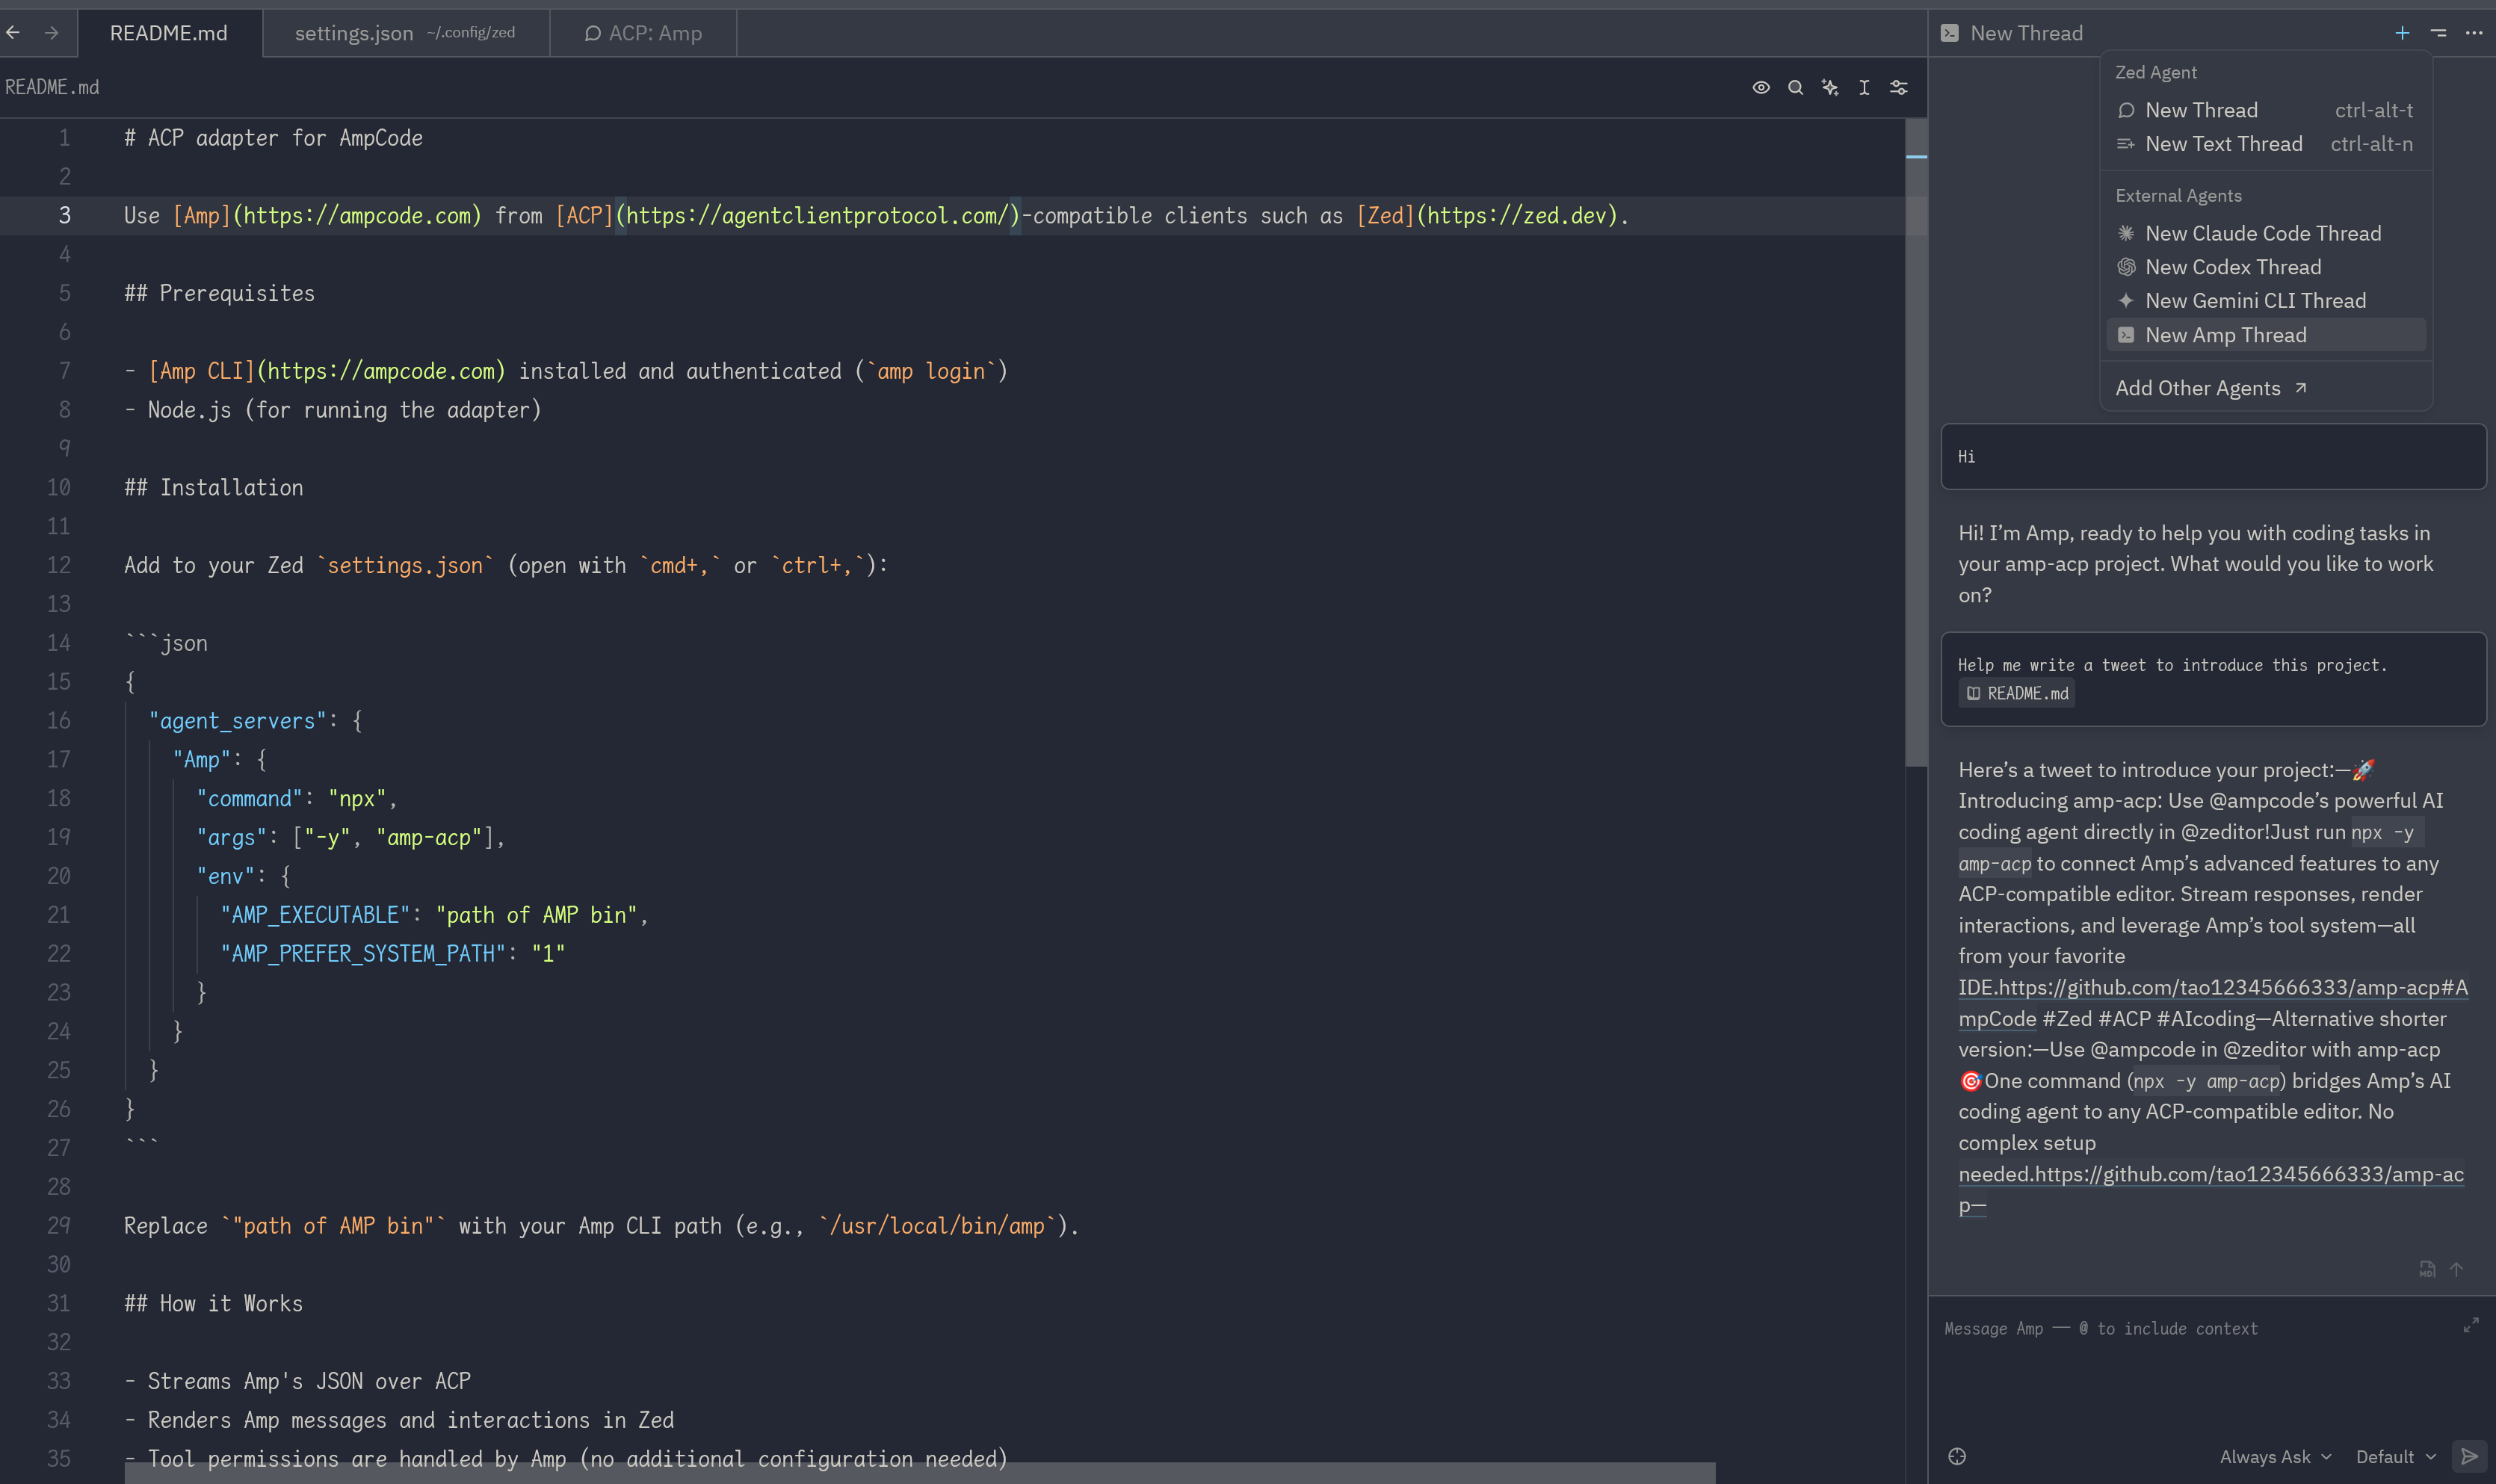 README.md
settings.json ~/.config/zed
ACP: Amp
README.md
1 # ACP adapter for AmpCode
2
3 Use [Amp](https://ampcode.com) from [ACP](https://agentclientprotocol.com/)-compatible clients such as [Zed](https://zed.dev).
4
5 ## Prerequisites
6
7 - [Amp CLI](https://ampcode.com) installed and authenticated (`amp login`)
8 - Node.js (for running the adapter)
9
10 ## Installation
11
12 Add to your Zed `settings.json` (open with `cmd+,` or `ctrl+,`):
13
14 ```json
15 {
16 "agent_servers": {
17 "Amp": {
18 "command": "npx",
19 "args": ["-y", "amp-acp"],
20 "env": {
21 "AMP_EXECUTABLE": "path of AMP bin",
22 "AMP_PREFER_SYSTEM_PATH": "1"
23 }
24 }
25 }
26 }
27 ```
28
29 Replace `"path of AMP bin"` with your Amp CLI path (e.g., `/usr/local/bin/amp`).
30
31 ## How it Works
32
33 - Streams Amp's JSON over ACP
34 - Renders Amp messages and interactions in Zed
35 - Tool permissions are handled by Amp (no additional configuration needed)
New Thread
Zed Agent
New Thread ctrl-alt-t
New Text Thread ctrl-alt-n
External Agents
New Claude Code Thread
New Codex Thread
New Gemini CLI Thread
New Amp Thread
Add Other Agents ↗
Hi
Hi! I’m Amp, ready to help you with coding tasks in
your amp-acp project. What would you like to work
on?
Help me write a tweet to introduce this project.
README.md
Here’s a tweet to introduce your project:—🚀
Introducing amp-acp: Use @ampcode’s powerful AI
coding agent directly in @zeditor!Just run npx -y
amp-acp to connect Amp’s advanced features to any
ACP-compatible editor. Stream responses, render
interactions, and leverage Amp’s tool system—all
from your favorite
IDE.https://github.com/tao12345666333/amp-acp#A
mpCode #Zed #ACP #AIcoding—Alternative shorter
version:—Use @ampcode in @zeditor with amp-acp
🎯One command (npx -y amp-acp) bridges Amp’s AI
coding agent to any ACP-compatible editor. No
complex setup
needed.https://github.com/tao12345666333/amp-ac
p—
MD
Message Amp — @ to include context
Always Ask
Default